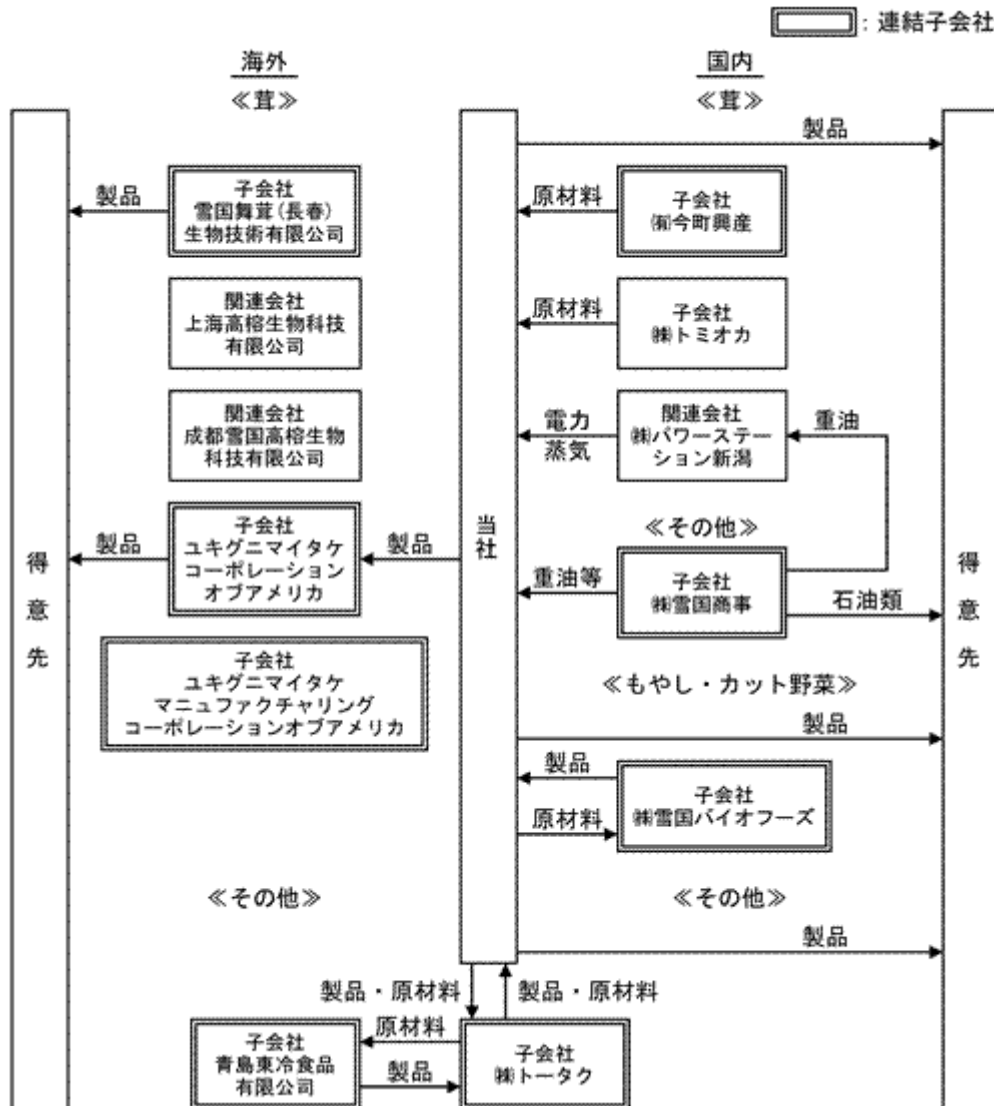 ：連結子会社
海外
≪茸≫
国内
≪茸≫
製品
製品
子会社
雪国舞茸(長春)
生物技術有限公司
原材料
子会社
㈲今町興産
関連会社
上海高榕生物科技
有限公司
原材料
子会社
㈱トミオカ
関連会社
成都雪国高榕生物
科技有限公司
電力
蒸気
関連会社
㈱パワーステー
ション新潟
重油
≪その他≫
製品
子会社
ユキグニマイタケ
コーポレーション
オブアメリカ
製品
当社
重油等
子会社
㈱雪国商事
石油類
得意先
得意先
子会社
ユキグニマイタケ
マニュファクチャリング
コーポレーションオブアメリカ
≪もやし・カット野菜≫
製品
製品
原材料
子会社
㈱雪国バイオフーズ
≪その他≫
≪その他≫
製品
製品・原材料
製品・原材料
子会社
青島東冷食品
有限公司
原材料
製品
子会社
㈱トータク